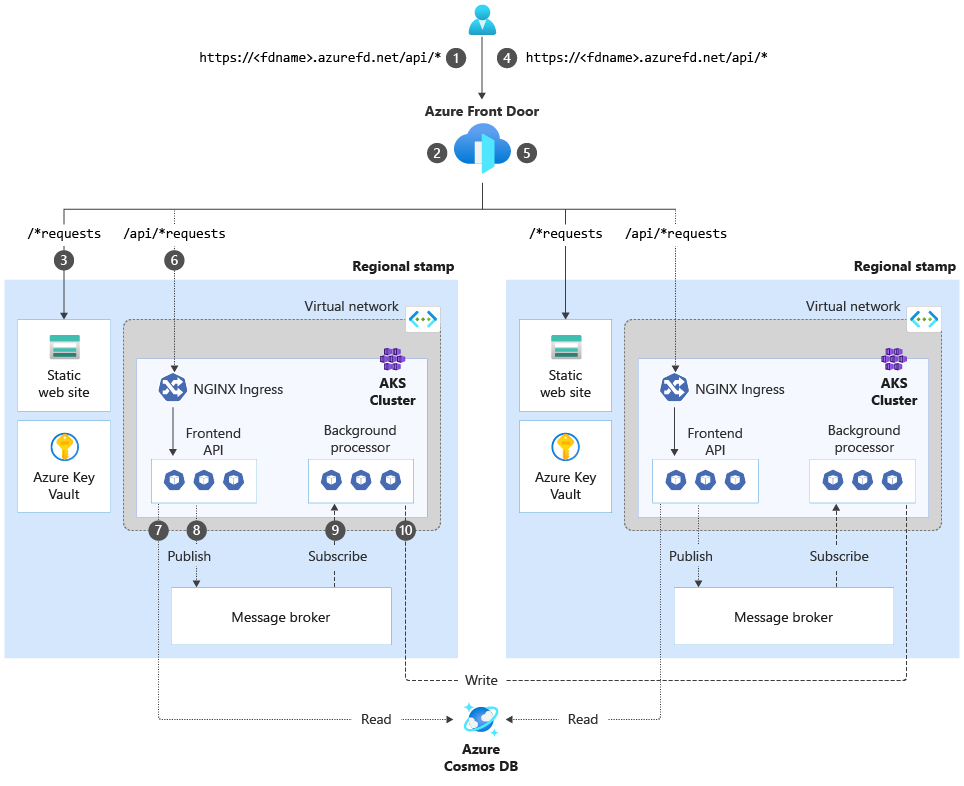 https://<fdname>.azurefd.net/api/* 1 4 https://<fdname>.azurefd.net/api/*
Azure Front Door
2 5
/*requests /api/*requests /*requests /api/*requests
3 6
Regional stamp
Virtual network
Static
web site
NGINX Ingress
AKS
Cluster
Azure Key
Vault
Frontend
API
Background
processor
7 8 9 10
Publish Subscribe
Message broker
Regional stamp
Virtual network
Static
web site
NGINX Ingress
AKS
Cluster
Azure Key
Vault
Frontend
API
Background
processor
Publish Subscribe
Message broker
Write
Read Read
Azure
Cosmos DB